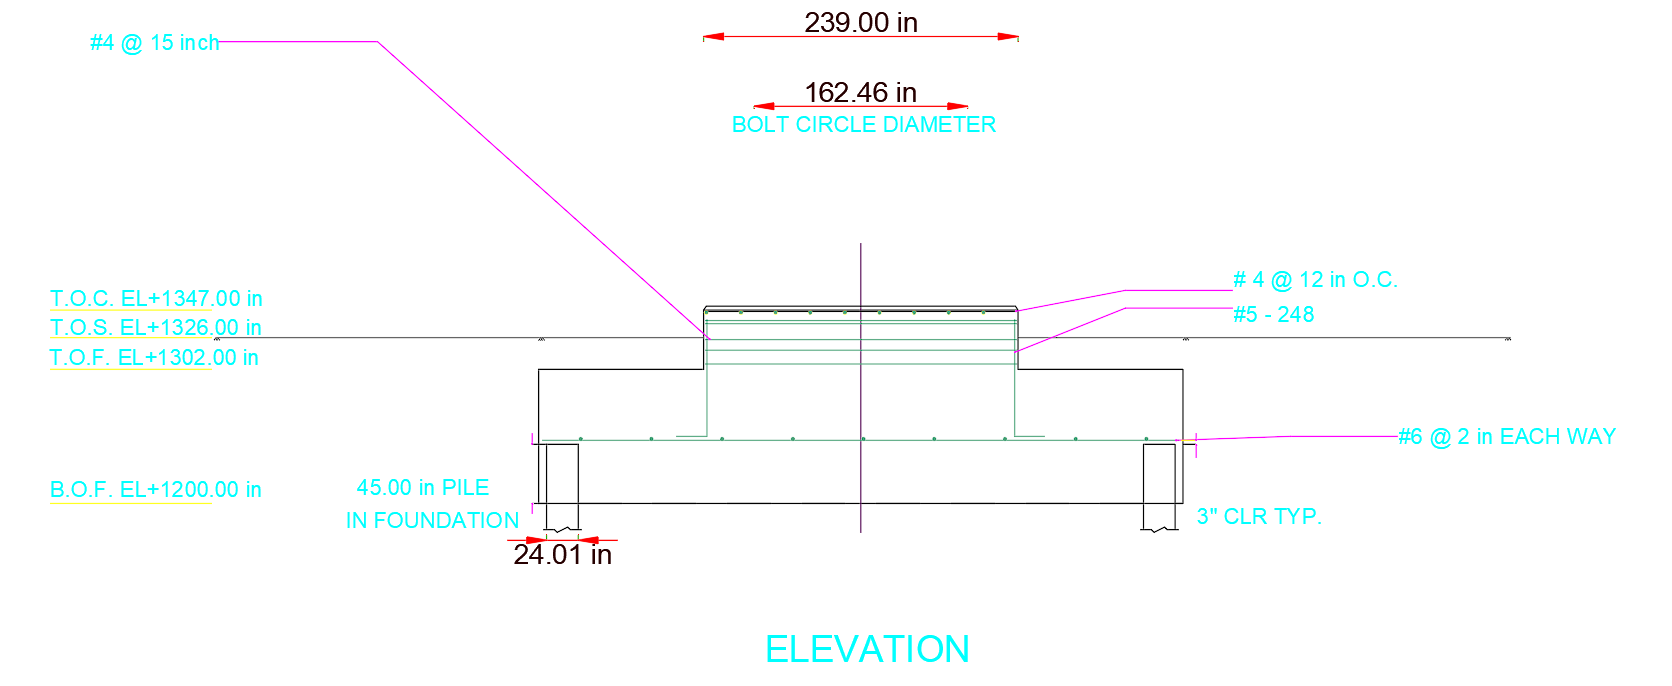 239.00 in
#4 @ 15 inch
162.46 in
BOLT CIRCLE DIAMETER
# 4 @ 12 in O.C.
T.O.C. EL+1347.00 in
#5 - 248
T.O.S. EL+1326.00 in
T.O.F. EL+1302.00 in
#6 @ 2 in EACH WAY
B.O.F. EL+1200.00 in
45.00 in PILE
IN FOUNDATION
3" CLR TYP.
24.01 in
ELEVATION